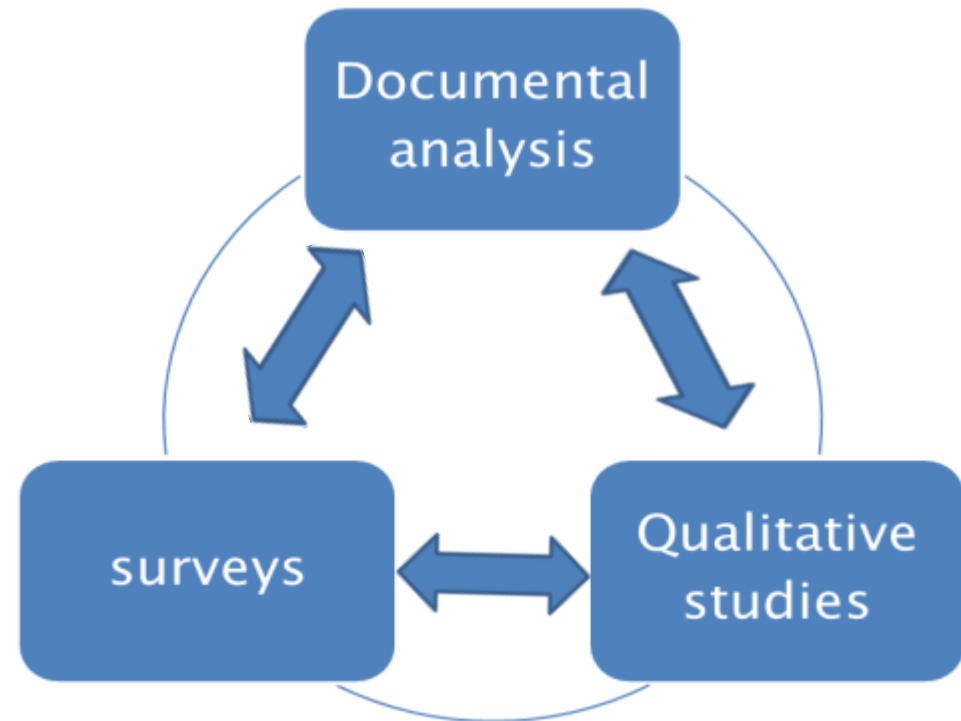 Documental
analysis
surveys
Qualitative
studies